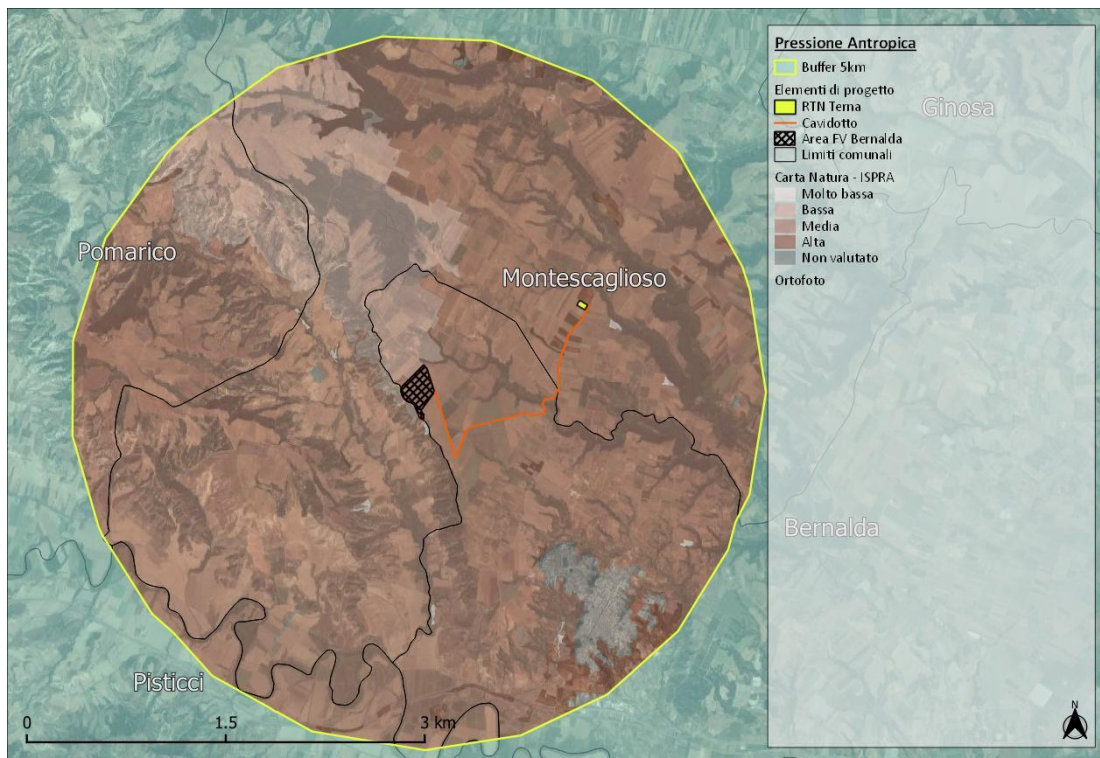 Pressione Antropica
Buffer 5km
Elementi di progetto
RTN Terna
Cavidotto
Area FV Bernalda
Limiti comunali
Carta Natura - ISPRA
Molto bassa
Bassa
Media
Alta
Non valutato
Ortofoto
Ginosa
Pomarico
Montescaglioso
Bernalda
Pisticci
0 1.5 3 km
N